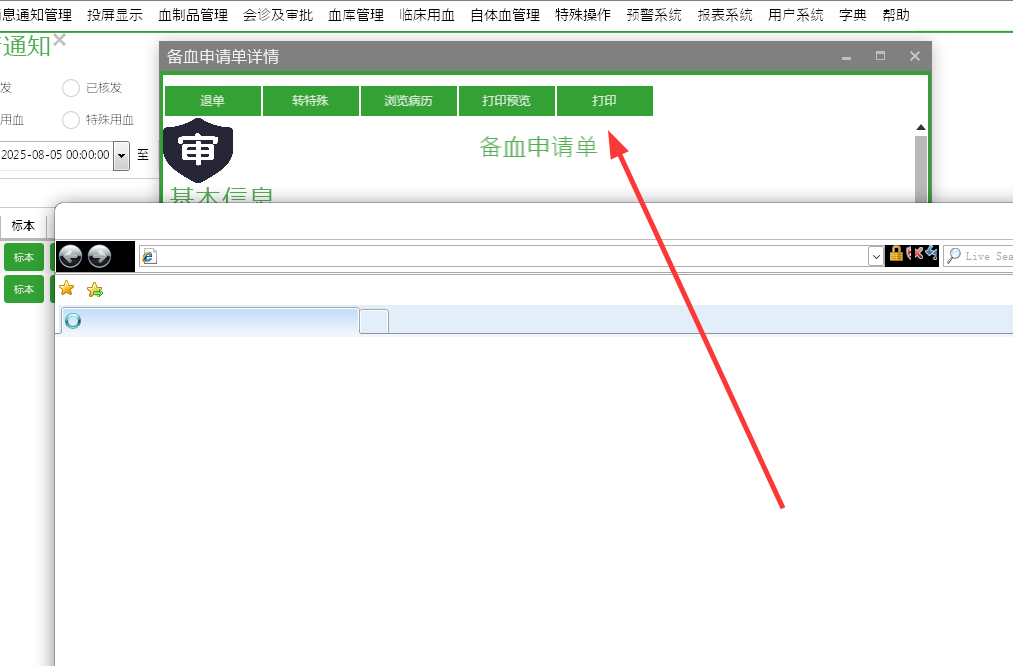 息通知管理 投屏显示 血制品管理 会诊及审批 血库管理 临床用血 自体血管理 特殊操作 预警系统 报表系统 用户系统 字典 帮助
通知
备血申请单详情
发 已核发
退单 转特殊 浏览病历 打印预览 打印
用血 特殊用血
审
备血申请单
2025-08-05 00:00:00 至
基本信息
标本
标本
Live Sea
标本